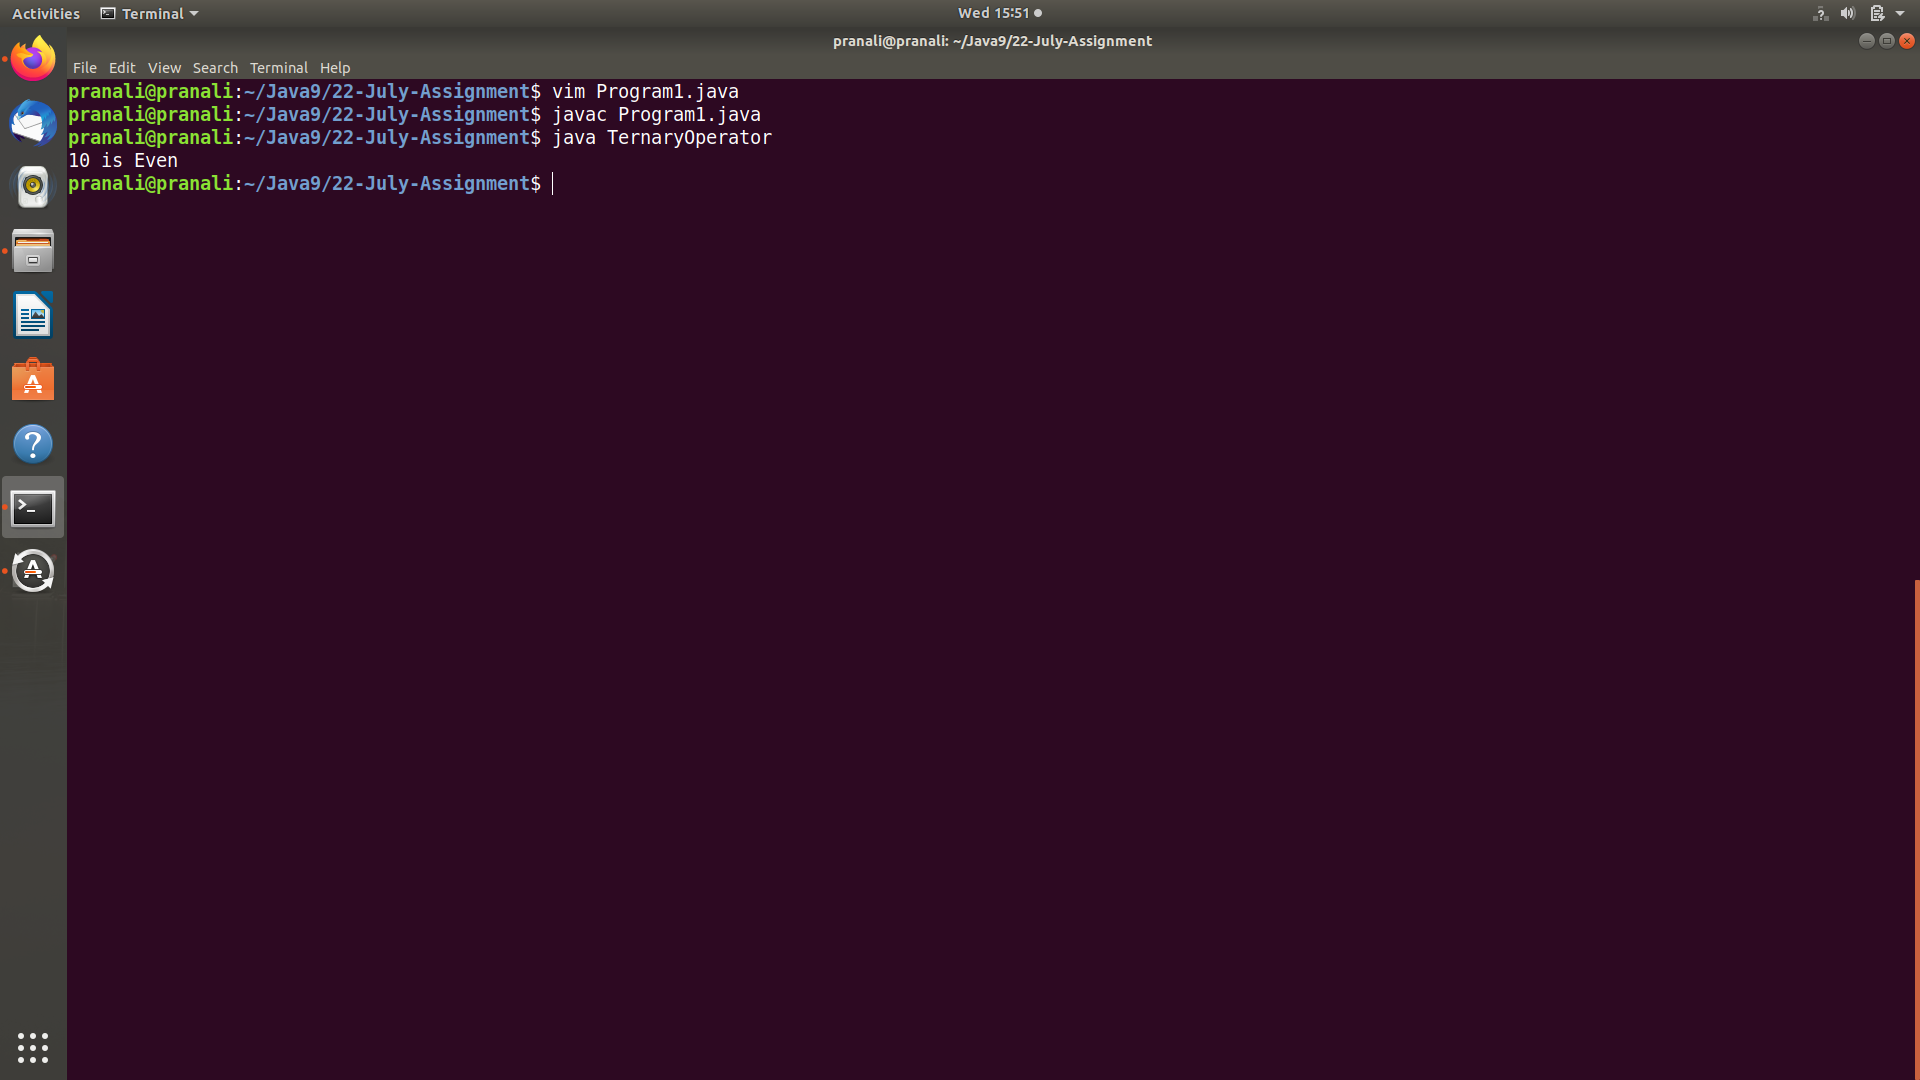 Activities Terminal Wed 15:51
pranali@pranali: ~/Java9/22-July-Assignment
File Edit View Search Terminal Help
pranali@pranali:~/Java9/22-July-Assignment$ vim Program1.java
pranali@pranali:~/Java9/22-July-Assignment$ javac Program1.java
pranali@pranali:~/Java9/22-July-Assignment$ java TernaryOperator
10 is Even
pranali@pranali:~/Java9/22-July-Assignment$